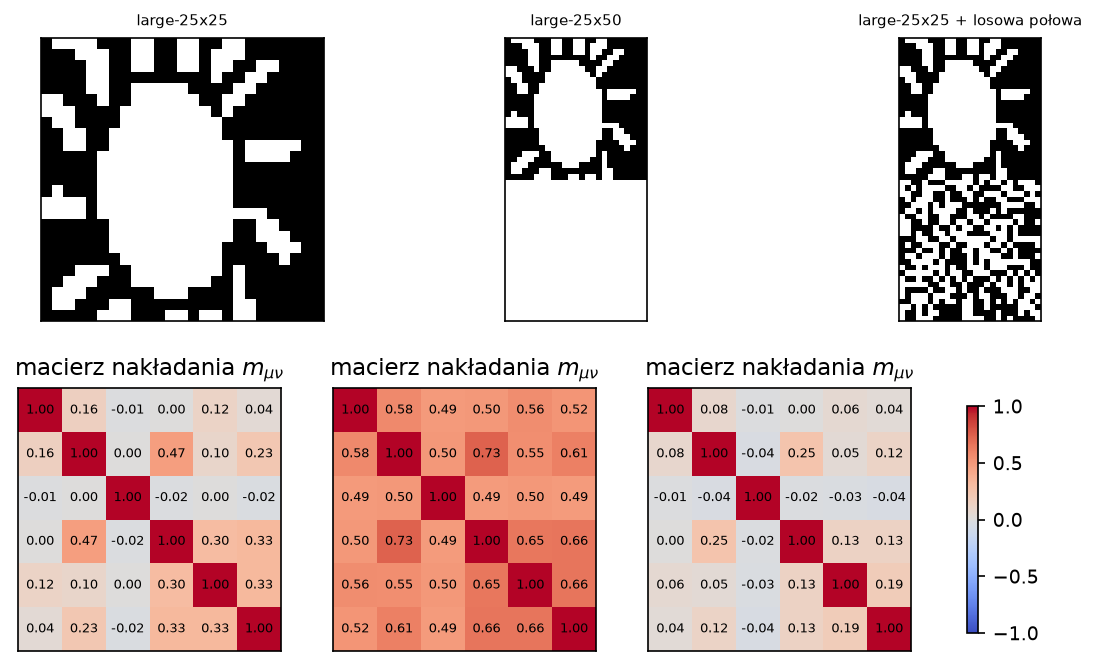 large-25x25
large-25x50
large-25x25 + losowa połowa
macierz nakładania mμν
macierz nakładania mμν
macierz nakładania mμν
1.00 0.16 -0.01 0.00 0.12 0.04
0.16 1.00 0.00 0.47 0.10 0.23
-0.01 0.00 1.00 -0.02 0.00 -0.02
0.00 0.47 -0.02 1.00 0.30 0.33
0.12 0.10 0.00 0.30 1.00 0.33
0.04 0.23 -0.02 0.33 0.33 1.00
1.00 0.58 0.49 0.50 0.56 0.52
0.58 1.00 0.50 0.73 0.55 0.61
0.49 0.50 1.00 0.49 0.50 0.49
0.50 0.73 0.49 1.00 0.65 0.66
0.56 0.55 0.50 0.65 1.00 0.66
0.52 0.61 0.49 0.66 0.66 1.00
1.00 0.08 -0.01 0.00 0.06 0.04
0.08 1.00 -0.04 0.25 0.05 0.12
-0.01 -0.04 1.00 -0.02 -0.03 -0.04
0.00 0.25 -0.02 1.00 0.13 0.13
0.06 0.05 -0.03 0.13 1.00 0.19
0.04 0.12 -0.04 0.13 0.19 1.00
1.0
0.5
0.0
−0.5
−1.0